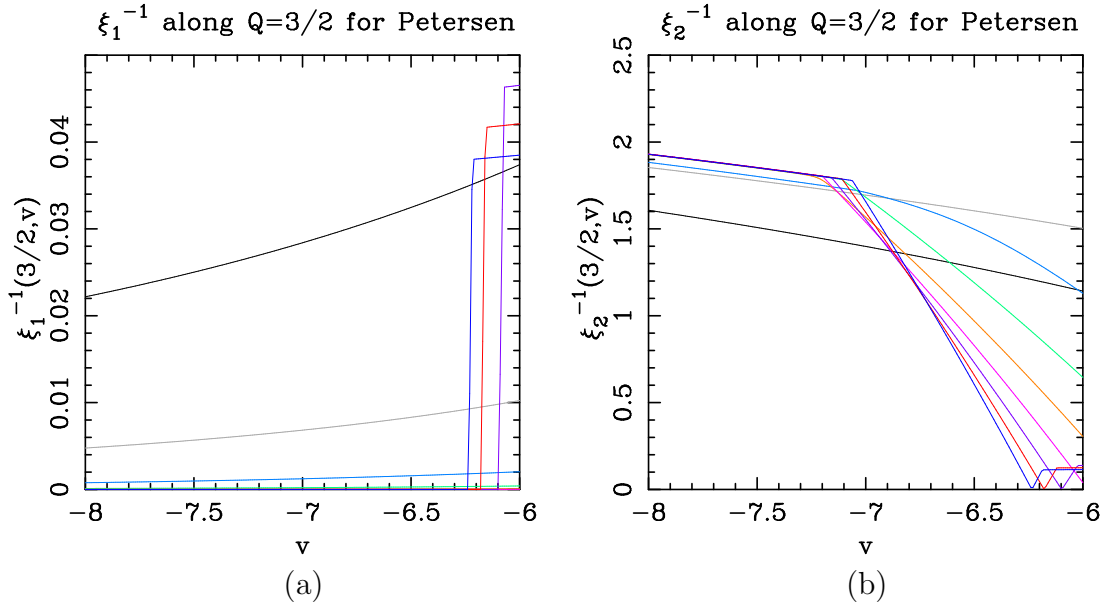 ξ₁⁻¹ along Q=3/2 for Petersen
ξ₁⁻¹(3/2,v)
0.04
0.03
0.02
0.01
0
−8 −7.5 −7 −6.5 −6
v
(a)
ξ₂⁻¹ along Q=3/2 for Petersen
ξ₂⁻¹(3/2,v)
2.5
2
1.5
1
0.5
0
−8 −7.5 −7 −6.5 −6
v
(b)